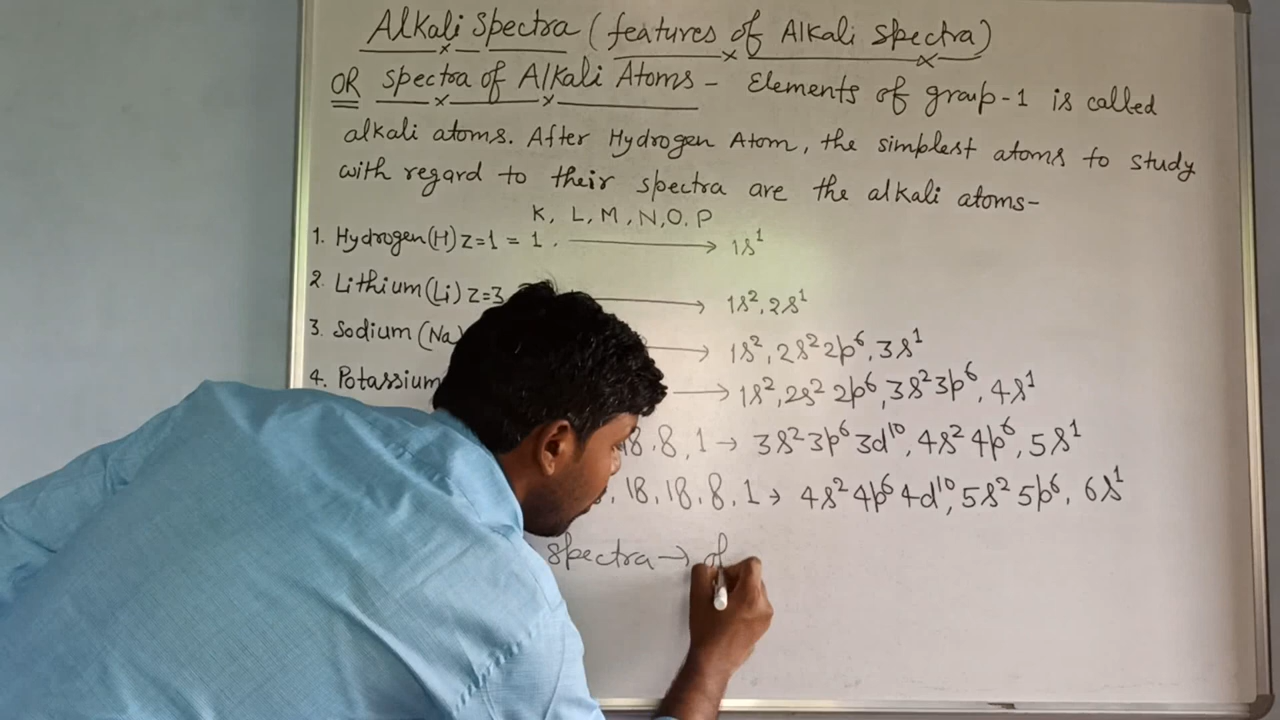 Alkali Spectra (features of Alkali spectra)
OR spectra of Alkali Atoms - Elements of group-1 is called
alkali atoms. After Hydrogen Atom, the simplest atoms to study
with regard to their spectra are the alkali atoms-
K, L, M, N, O, P
1. Hydrogen(H) z=1 = 1. → 1s¹
2. Lithium(Li) z=3 → 1s², 2s¹
3. Sodium (Na) → 1s², 2s² 2p⁶, 3s¹
4. Potassium → 1s², 2s² 2p⁶, 3s² 3p⁶, 4s¹
18, 8, 1 → 3s² 3p⁶ 3d¹⁰, 4s² 4p⁶, 5s¹
, 18, 18, 8, 1 → 4s² 4p⁶ 4d¹⁰, 5s² 5p⁶, 6s¹
spectra → of